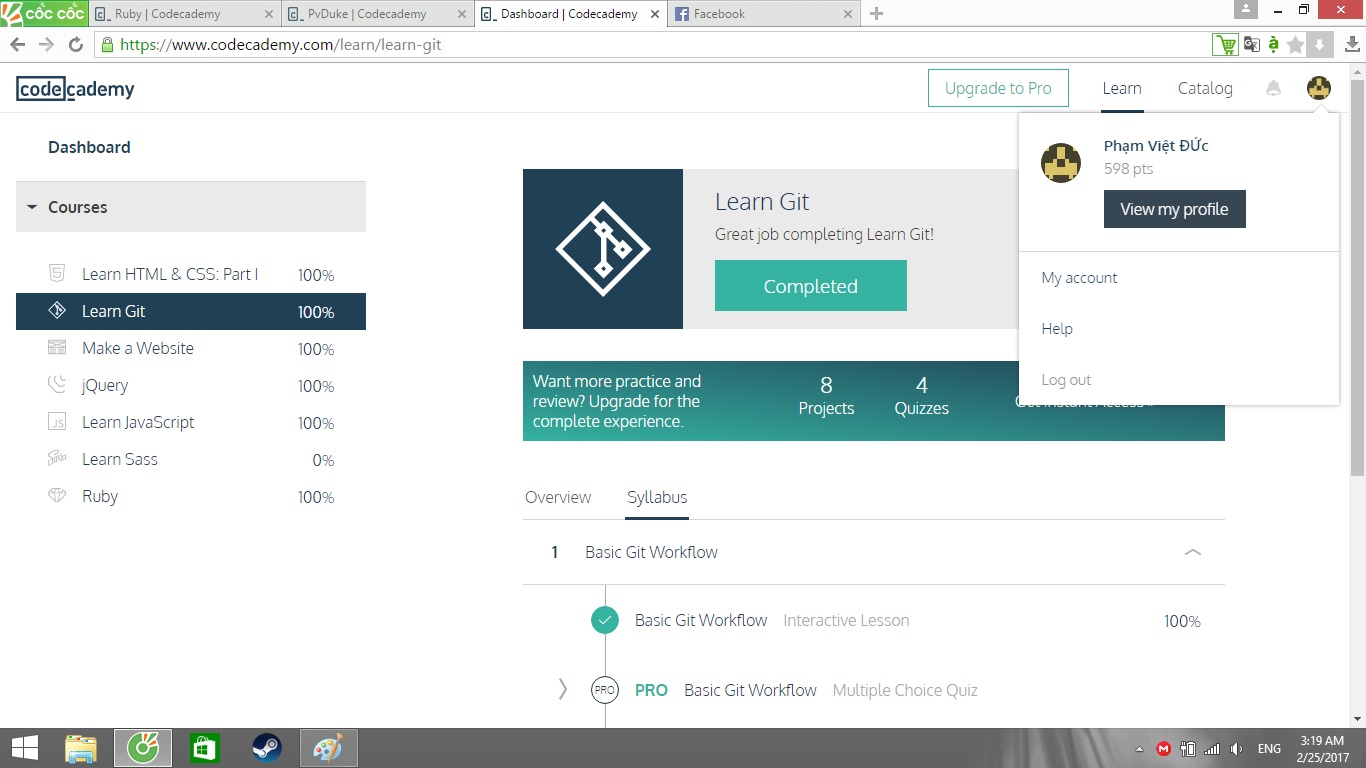 CỐC CỐC
Ruby | Codecademy
PvDuke | Codecademy
Dashboard | Codecademy
Facebook
https://www.codecademy.com/learn/learn-git
codecademy
Upgrade to Pro
Learn
Catalog
Phạm Việt ĐỨc
598 pts
View my profile
My account
Help
Log out
Dashboard
Courses
Learn HTML & CSS: Part I 100%
Learn Git 100%
Make a Website 100%
jQuery 100%
Learn JavaScript 100%
Learn Sass 0%
Ruby 100%
Learn Git
Great job completing Learn Git!
Completed
Want more practice and
review? Upgrade for the
complete experience.
8
Projects
4
Quizzes
Get Instant Access
Overview
Syllabus
1 Basic Git Workflow
Basic Git Workflow Interactive Lesson 100%
PRO PRO Basic Git Workflow Multiple Choice Quiz
ENG
3:19 AM
2/25/2017